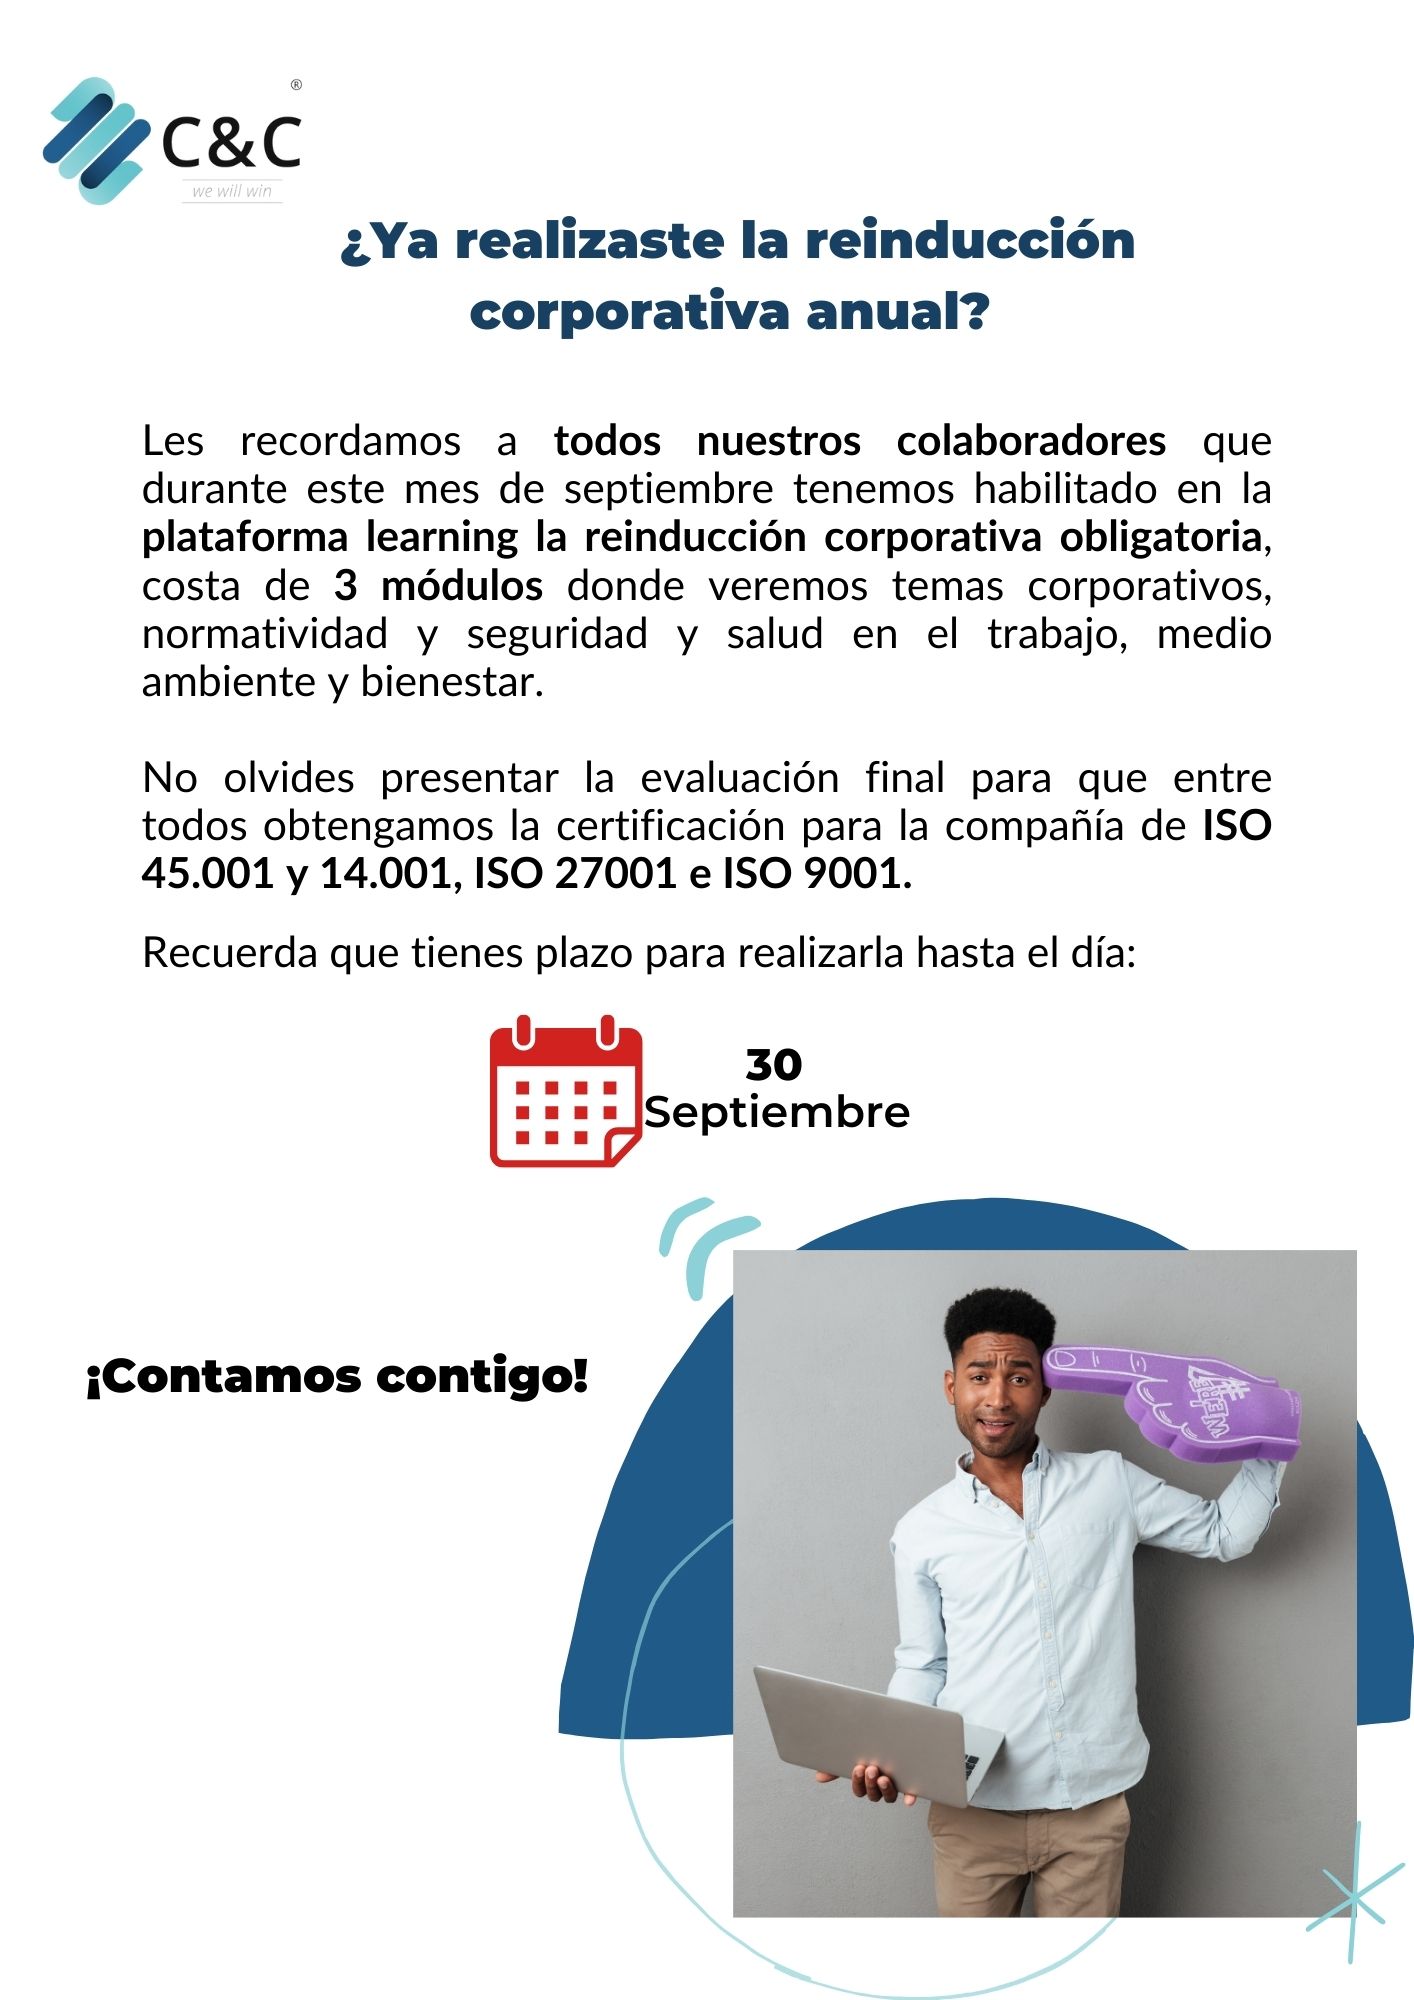 ®
C&C
we will win
¿Ya realizaste la reinducción
corporativa anual?
Les recordamos a todos nuestros colaboradores que
durante este mes de septiembre tenemos habilitado en la
plataforma learning la reinducción corporativa obligatoria,
costa de 3 módulos donde veremos temas corporativos,
normatividad y seguridad y salud en el trabajo, medio
ambiente y bienestar.
No olvides presentar la evaluación final para que entre
todos obtengamos la certificación para la compañía de ISO
45.001 y 14.001, ISO 27001 e ISO 9001.
Recuerda que tienes plazo para realizarla hasta el día:
30
Septiembre
¡Contamos contigo!
WE'RE
#1